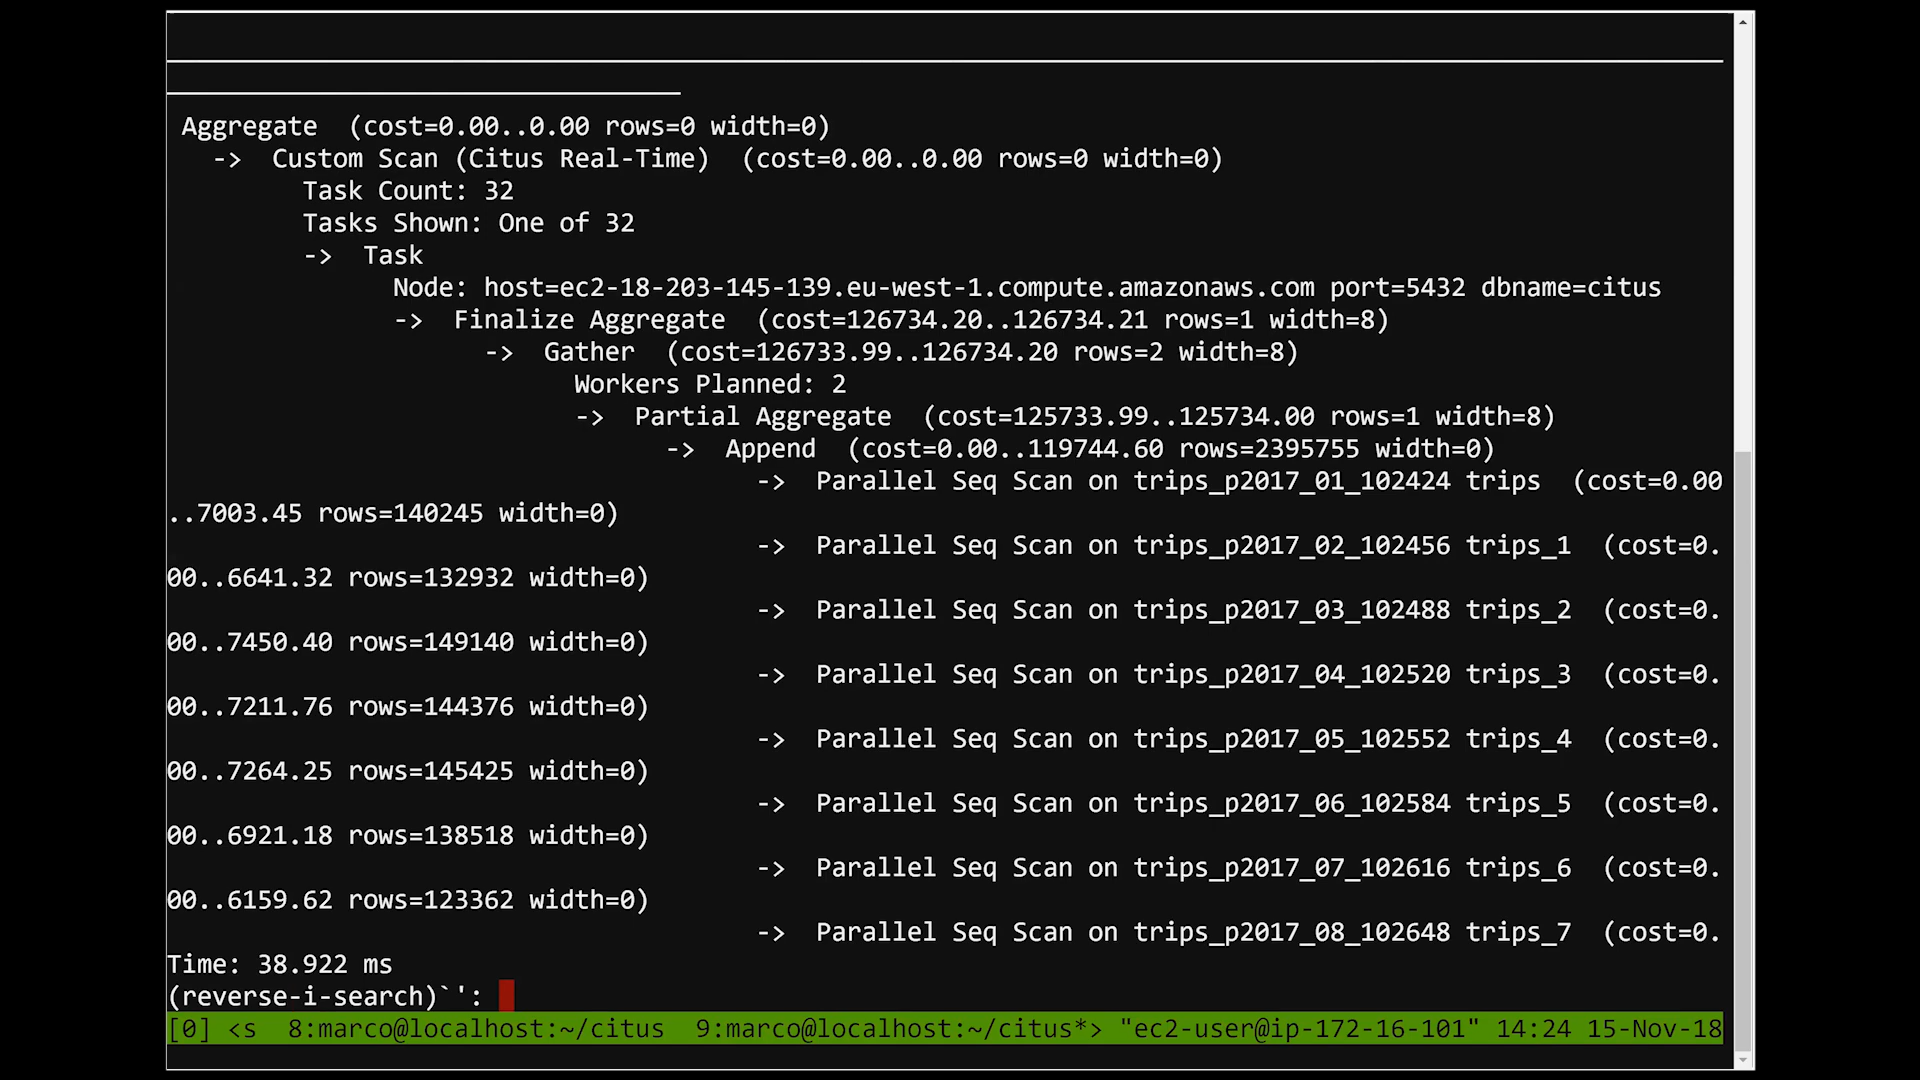 Aggregate  (cost=0.00..0.00 rows=0 width=0)
->  Custom Scan (Citus Real-Time)  (cost=0.00..0.00 rows=0 width=0)
Task Count: 32
Tasks Shown: One of 32
->  Task
Node: host=ec2-18-203-145-139.eu-west-1.compute.amazonaws.com port=5432 dbname=citus
->  Finalize Aggregate  (cost=126734.20..126734.21 rows=1 width=8)
->  Gather  (cost=126733.99..126734.20 rows=2 width=8)
Workers Planned: 2
->  Partial Aggregate  (cost=125733.99..125734.00 rows=1 width=8)
->  Append  (cost=0.00..119744.60 rows=2395755 width=0)
->  Parallel Seq Scan on trips_p2017_01_102424 trips  (cost=0.00
..7003.45 rows=140245 width=0)
->  Parallel Seq Scan on trips_p2017_02_102456 trips_1  (cost=0.
00..6641.32 rows=132932 width=0)
->  Parallel Seq Scan on trips_p2017_03_102488 trips_2  (cost=0.
00..7450.40 rows=149140 width=0)
->  Parallel Seq Scan on trips_p2017_04_102520 trips_3  (cost=0.
00..7211.76 rows=144376 width=0)
->  Parallel Seq Scan on trips_p2017_05_102552 trips_4  (cost=0.
00..7264.25 rows=145425 width=0)
->  Parallel Seq Scan on trips_p2017_06_102584 trips_5  (cost=0.
00..6921.18 rows=138518 width=0)
->  Parallel Seq Scan on trips_p2017_07_102616 trips_6  (cost=0.
00..6159.62 rows=123362 width=0)
->  Parallel Seq Scan on trips_p2017_08_102648 trips_7  (cost=0.
Time: 38.922 ms
(reverse-i-search)`':
[0] <s  8:marco@localhost:~/citus  9:marco@localhost:~/citus*> "ec2-user@ip-172-16-101" 14:24 15-Nov-18